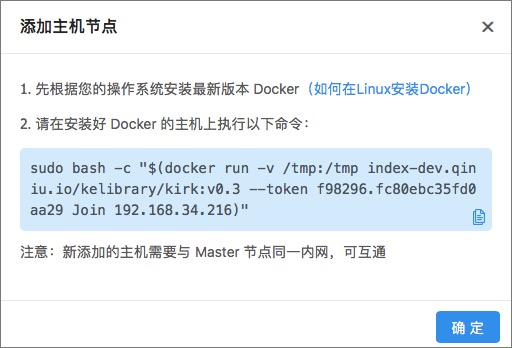 添加主机节点
1. 先根据您的操作系统安装最新版本 Docker（如何在Linux安装Docker）
2. 请在安装好 Docker 的主机上执行以下命令：
sudo bash -c "$(docker run -v /tmp:/tmp index-dev.qin
iu.io/kelibrary/kirk:v0.3 --token f98296.fc80ebc35fd0
aa29 Join 192.168.34.216)"
注意：新添加的主机需要与 Master 节点同一内网，可互通
确 定